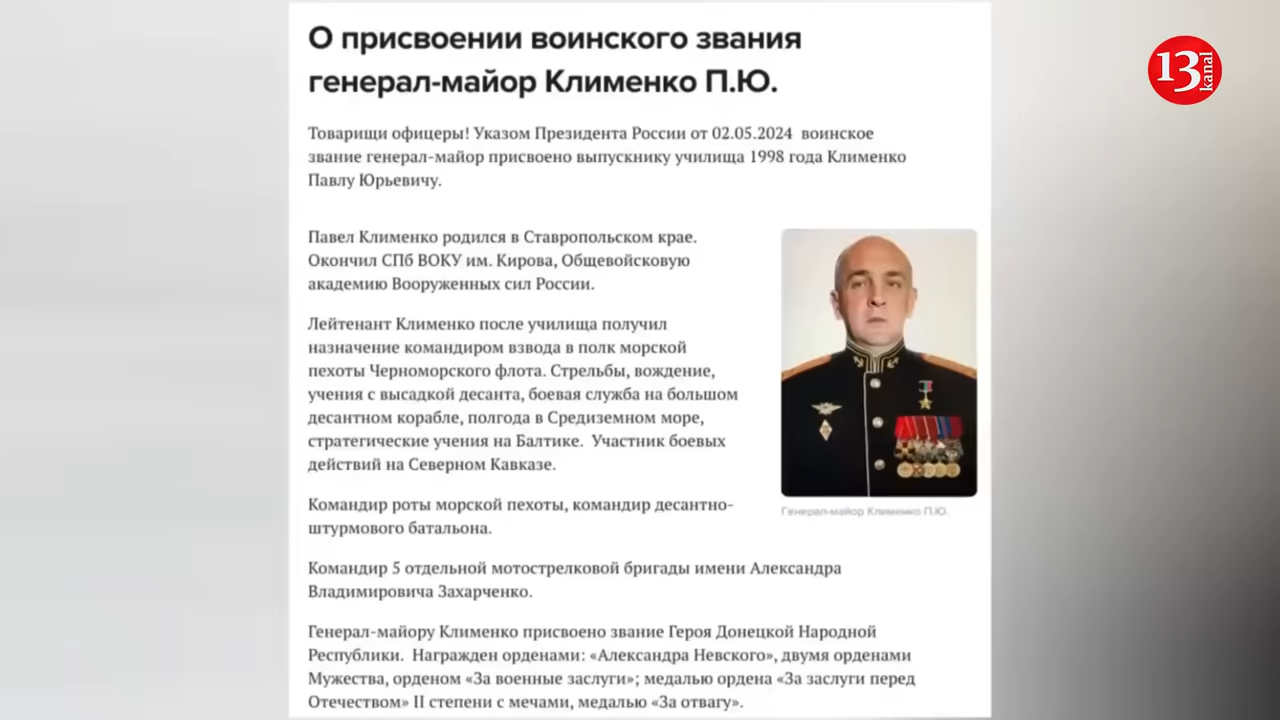 О присвоении воинского звания
генерал-майор Клименко П.Ю.
Товарищи офицеры! Указом Президента России от 02.05.2024 воинское
звание генерал-майор присвоено выпускнику училища 1998 года Клименко
Павлу Юрьевичу.
Павел Клименко родился в Ставропольском крае.
Окончил СПб ВОКУ им. Кирова, Общевойсковую
академию Вооруженных сил России.
Лейтенант Клименко после училища получил
назначение командиром взвода в полк морской
пехоты Черноморского флота. Стрельбы, вождение,
учения с высадкой десанта, боевая служба на большом
десантном корабле, полгода в Средиземном море,
стратегические учения на Балтике. Участник боевых
действий на Северном Кавказе.
Командир роты морской пехоты, командир десантно-
штурмового батальона.
Командир 5 отдельной мотострелковой бригады имени Александра
Владимировича Захарченко.
Генерал-майору Клименко присвоено звание Героя Донецкой Народной
Республики. Награжден орденами: «Александра Невского», двумя орденами
Мужества, орденом «За военные заслуги»; медалью ордена «За заслуги перед
Отечеством» II степени с мечами, медалью «За отвагу».
Генерал-майор Клименко П.Ю.
13 kanal